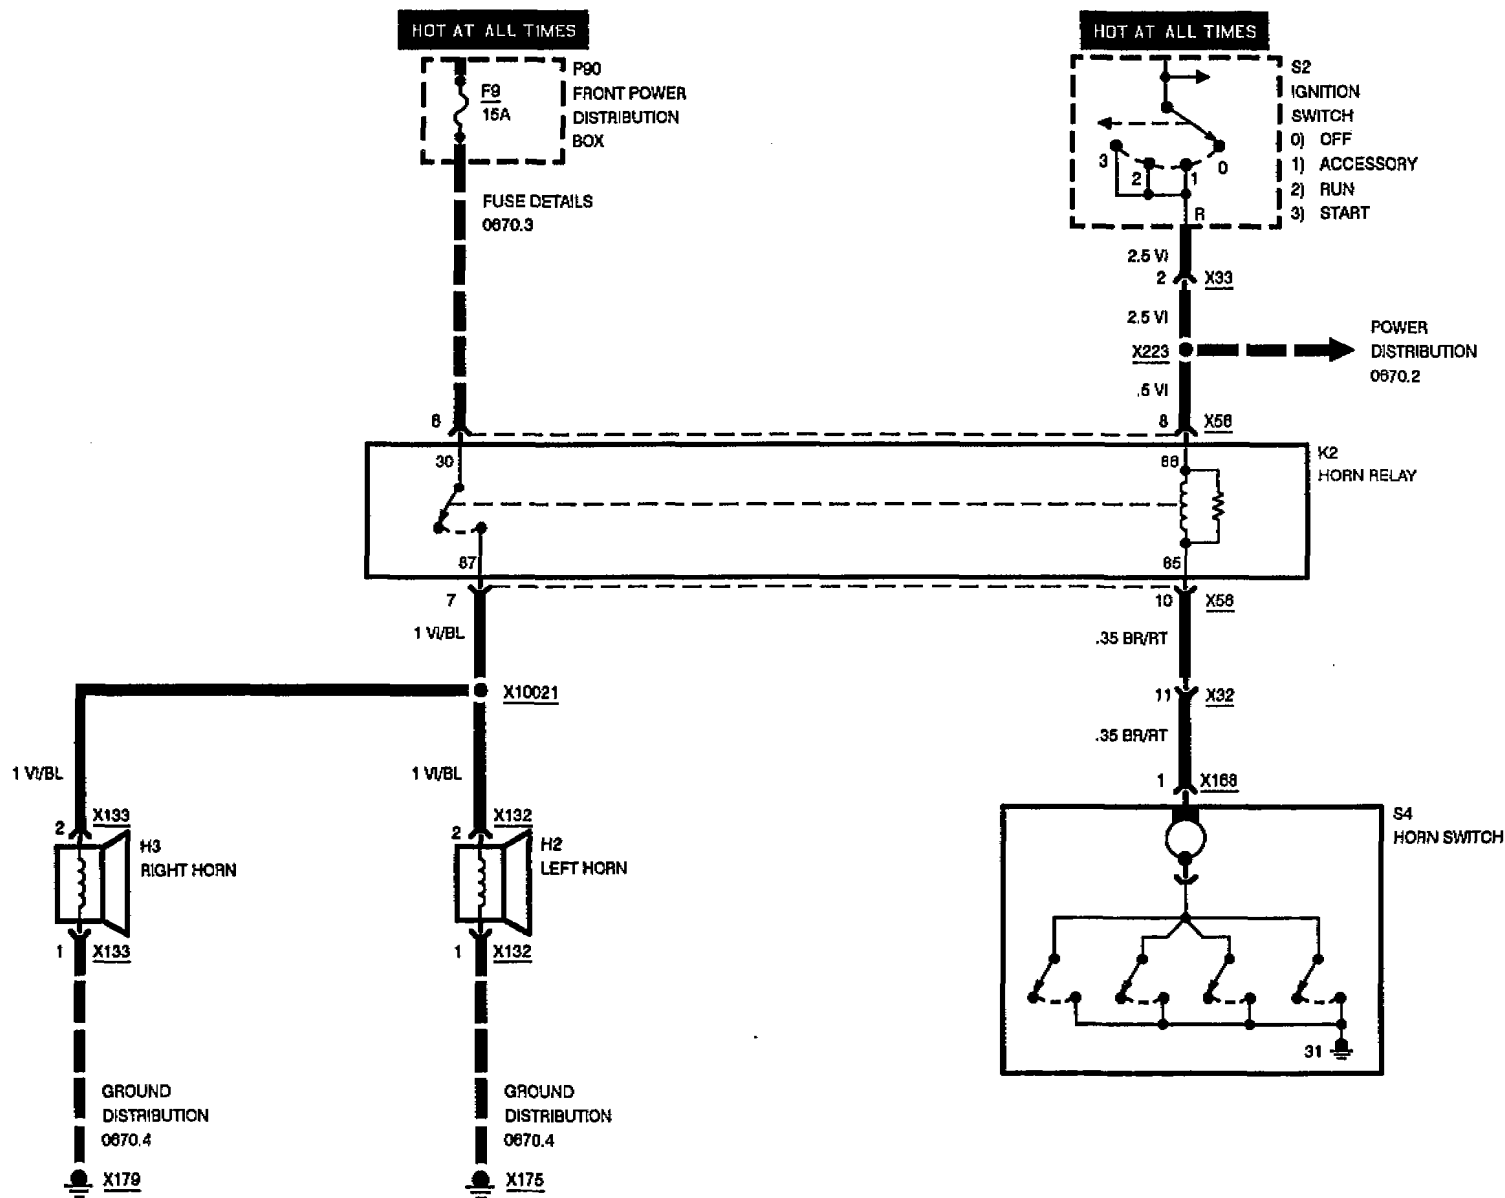 HOT AT ALL TIMES
HOT AT ALL TIMES
P90
FRONT POWER
DISTRIBUTION
BOX
F9
15A
FUSE DETAILS
0670.3
S2
IGNITION
SWITCH
0) OFF
1) ACCESSORY
2) RUN
3) START
3
2
1
0
R
2.5 VI
2
X33
2.5 VI
X223
POWER
DISTRIBUTION
0670.2
.5 VI
6
8
X56
30
86
K2
HORN RELAY
87
85
7
10
X56
1 VI/BL
.35 BR/RT
X10021
11
X32
.35 BR/RT
1 VI/BL
1 VI/BL
1
X168
2
X133
H3
RIGHT HORN
2
X132
H2
LEFT HORN
S4
HORN SWITCH
1
X133
1
X132
31
GROUND
DISTRIBUTION
0670.4
GROUND
DISTRIBUTION
0670.4
X179
X175